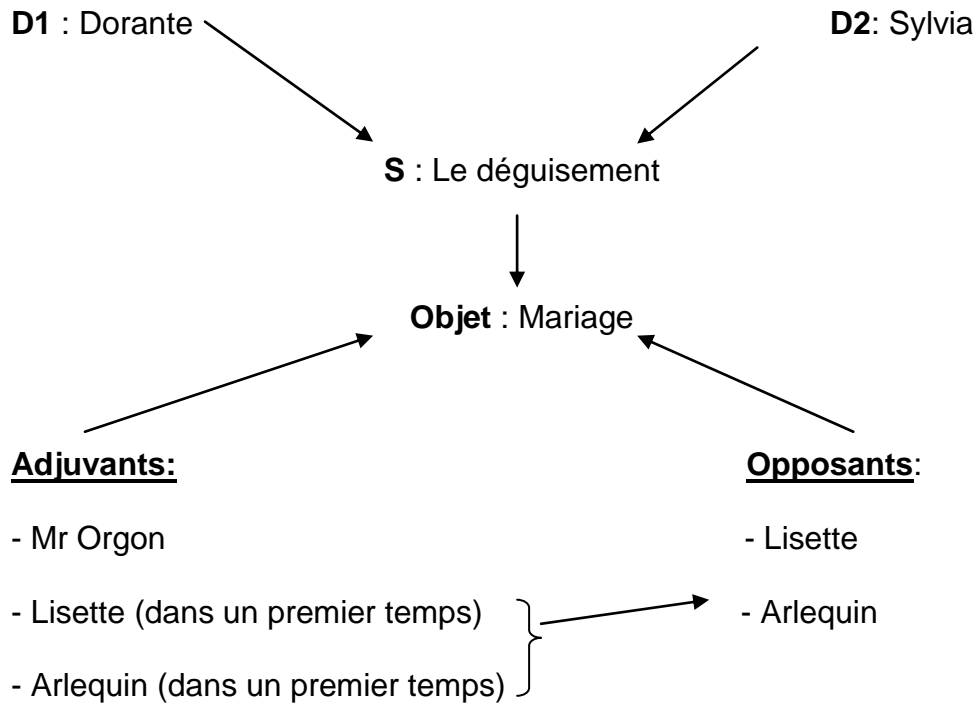 D1 : Dorante
D2: Sylvia
S : Le déguisement
Objet : Mariage
Adjuvants:
Opposants:
- Mr Orgon
- Lisette
- Lisette (dans un premier temps)
- Arlequin
- Arlequin (dans un premier temps)